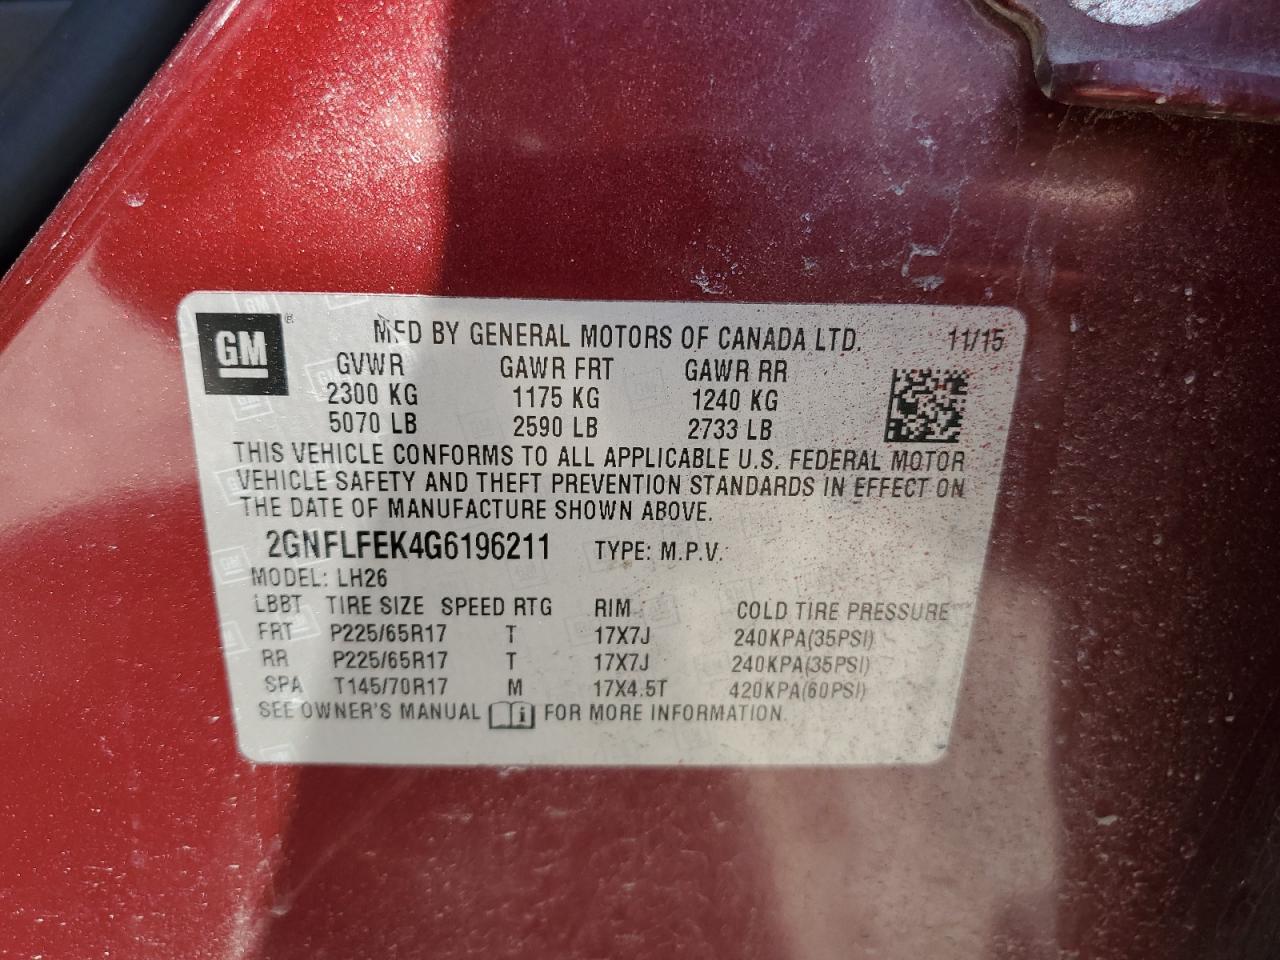 GM ® MFD BY GENERAL MOTORS OF CANADA LTD. 11/15
GVWR GAWR FRT GAWR RR
2300 KG 1175 KG 1240 KG
5070 LB 2590 LB 2733 LB
THIS VEHICLE CONFORMS TO ALL APPLICABLE U.S. FEDERAL MOTOR
VEHICLE SAFETY AND THEFT PREVENTION STANDARDS IN EFFECT ON
THE DATE OF MANUFACTURE SHOWN ABOVE.
2GNFLFEK4G6196211 TYPE: M.P.V.
MODEL: LH26
LBBT TIRE SIZE SPEED RTG RIM COLD TIRE PRESSURE
FRT P225/65R17 T 17X7J 240KPA(35PSI)
RR P225/65R17 T 17X7J 240KPA(35PSI)
SPA T145/70R17 M 17X4.5T 420KPA(60PSI)
SEE OWNER'S MANUAL i FOR MORE INFORMATION.